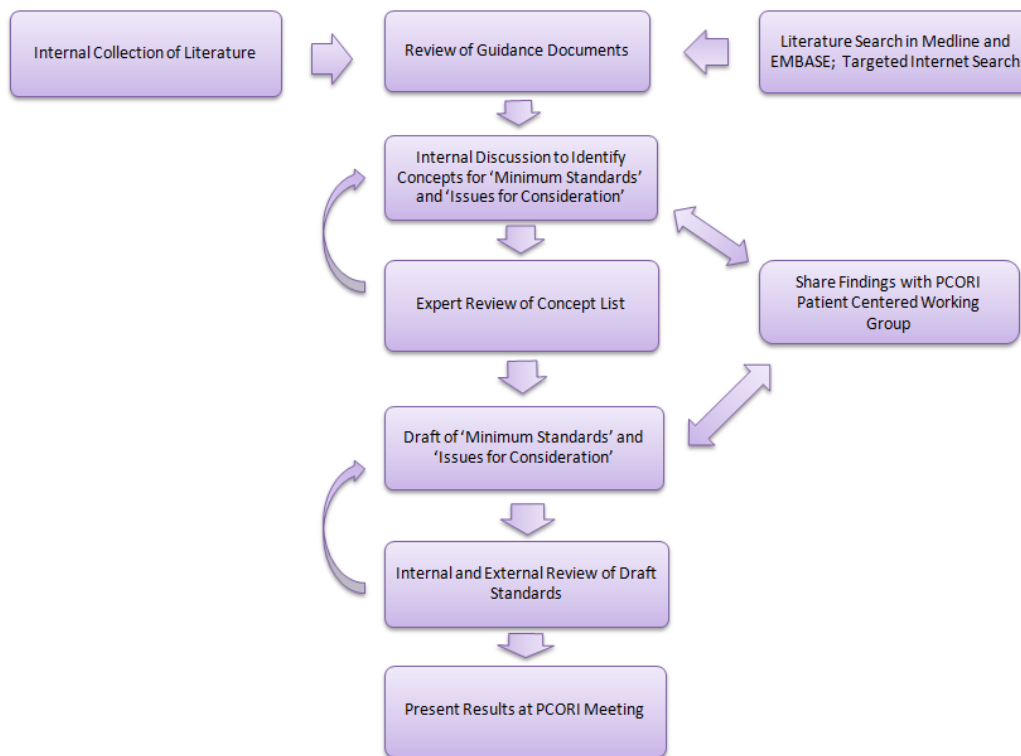 Internal Collection of Literature
Review of Guidance Documents
Literature Search in Medline and
EMBASE; Targeted Internet Search
Internal Discussion to Identify
Concepts for ‘Minimum Standards’
and ‘Issues for Consideration’
Expert Review of Concept List
Share Findings with PCORI
Patient Centered Working
Group
Draft of ‘Minimum Standards’ and
‘Issues for Consideration’
Internal and External Review of Draft
Standards
Present Results at PCORI Meeting